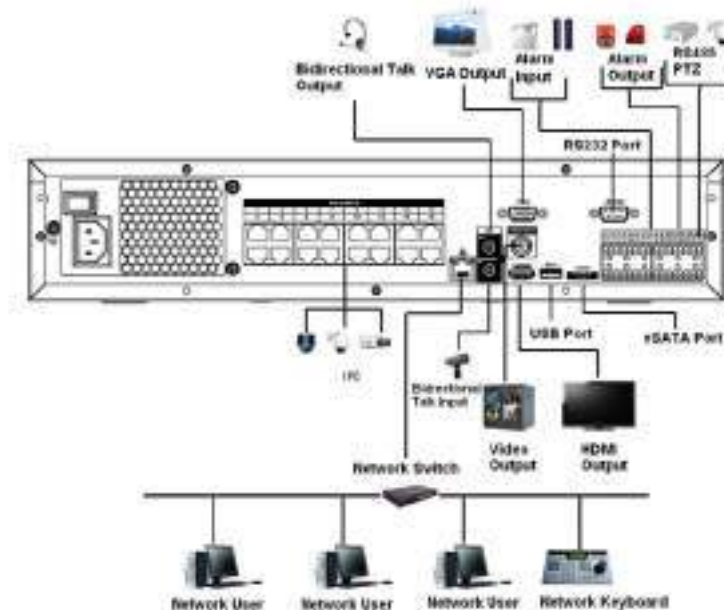 Bidirectional Talk
Output
VGA Output
Alarm
Input
Alarm
Output
RS485
PTZ
RS232 Port
USB Port
eSATA Port
IPC
Bidirectional
Talk Input
Video
Output
HDMI
Output
Network Switch
Network User
Network User
Network User
Network Keyboard